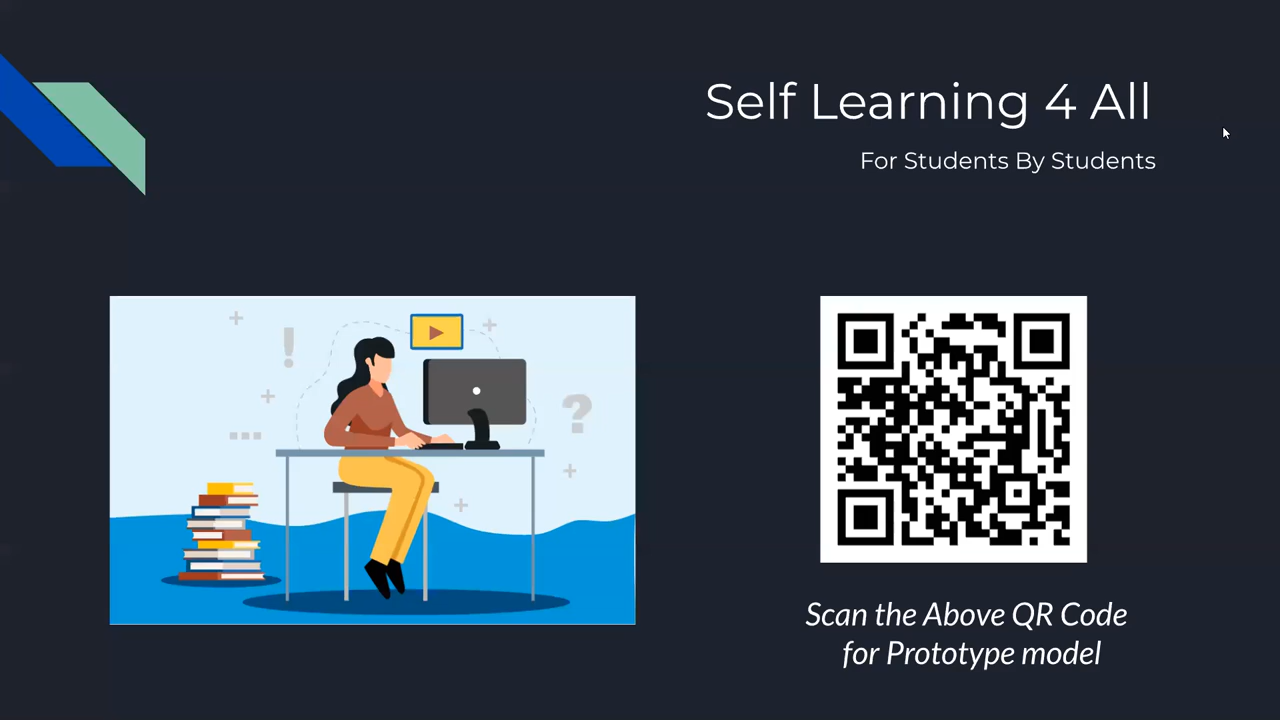 Self Learning 4 All
For Students By Students
Scan the Above QR Code
for Prototype model